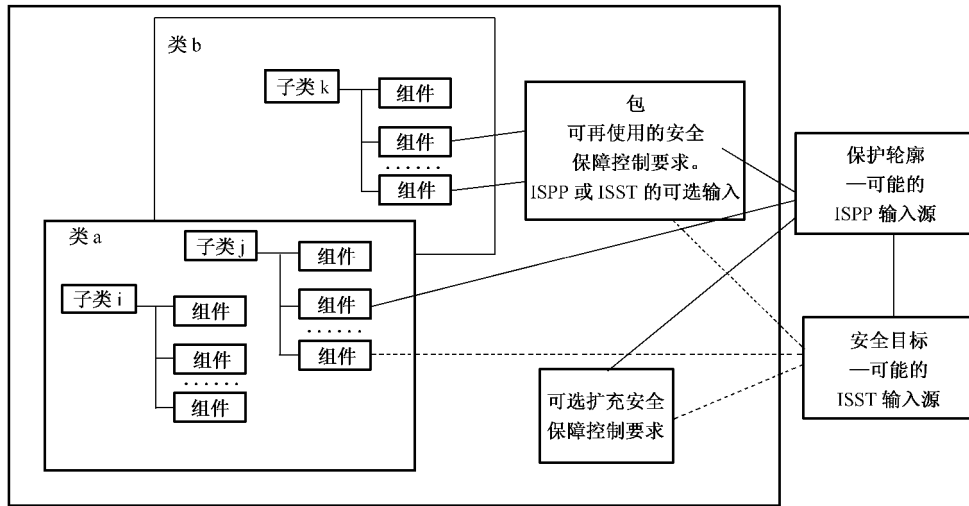 类 b
子类 k
组件
组件
……
组件
包
可再使用的安全
保障控制要求。
ISPP 或 ISST 的可选输入
保护轮廓
—可能的
ISPP 输入源
类 a
子类 j
组件
组件
……
组件
子类 i
组件
组件
……
组件
可选扩充安全
保障控制要求
安全目标
—可能的
ISST 输入源